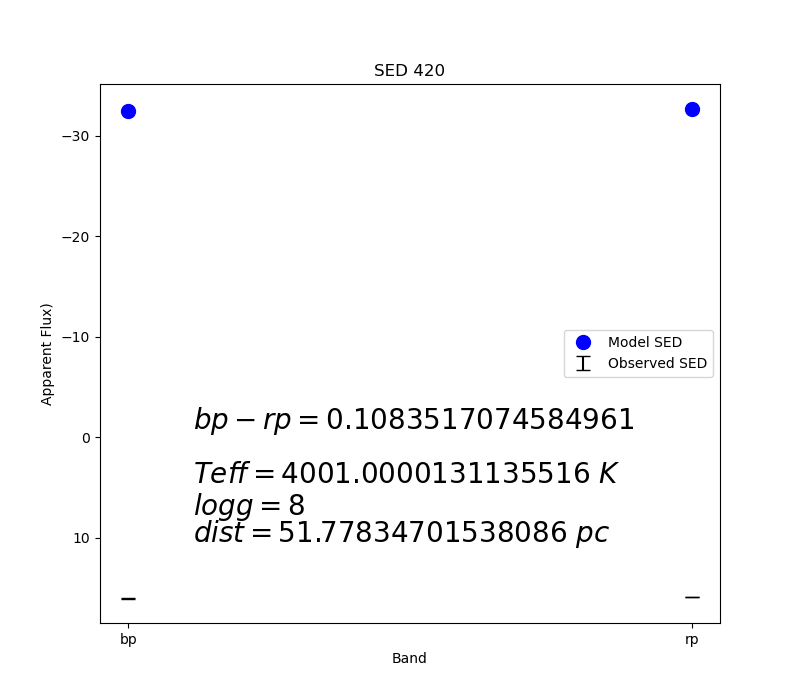 SED 420
−30
−20
−10
0
10
Apparent Flux)
Model SED
Observed SED
bp − rp = 0.1083517074584961
Teff = 4001.0000131135516 K
logg = 8
dist = 51.77834701538086 pc
bp
rp
Band